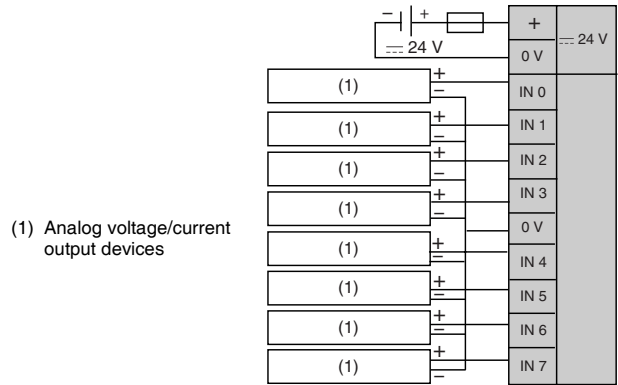 − + +
⎓ 24 V
0 V
⎓ 24 V
(1) + − IN 0
(1) + − IN 1
(1) + − IN 2
(1) + − IN 3
0 V
(1) Analog voltage/current
output devices
(1) + − IN 4
(1) + − IN 5
(1) + − IN 6
(1) + − IN 7